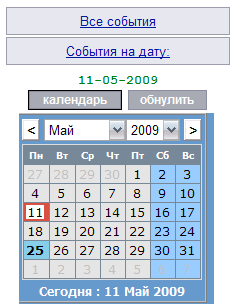 Все события
События на дату:
11-05-2009
календарь обнулить
< Май 2009 >
Пн Вт Ср Чт Пт Сб Вс
27 28 29 30 1 2 3
4 5 6 7 8 9 10
11 12 13 14 15 16 17
18 19 20 21 22 23 24
25 26 27 28 29 30 31
1 2 3 4 5 6 7
Сегодня : 11 Май 2009